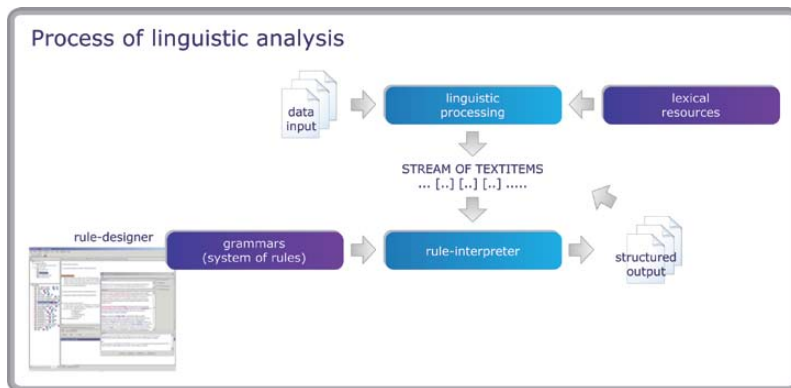 Process of linguistic analysis
data
input
linguistic
processing
lexical
resources
STREAM OF TEXTITEMS
... [..] [..] [..] .....
rule-designer
grammars
(system of rules)
rule-interpreter
structured
output